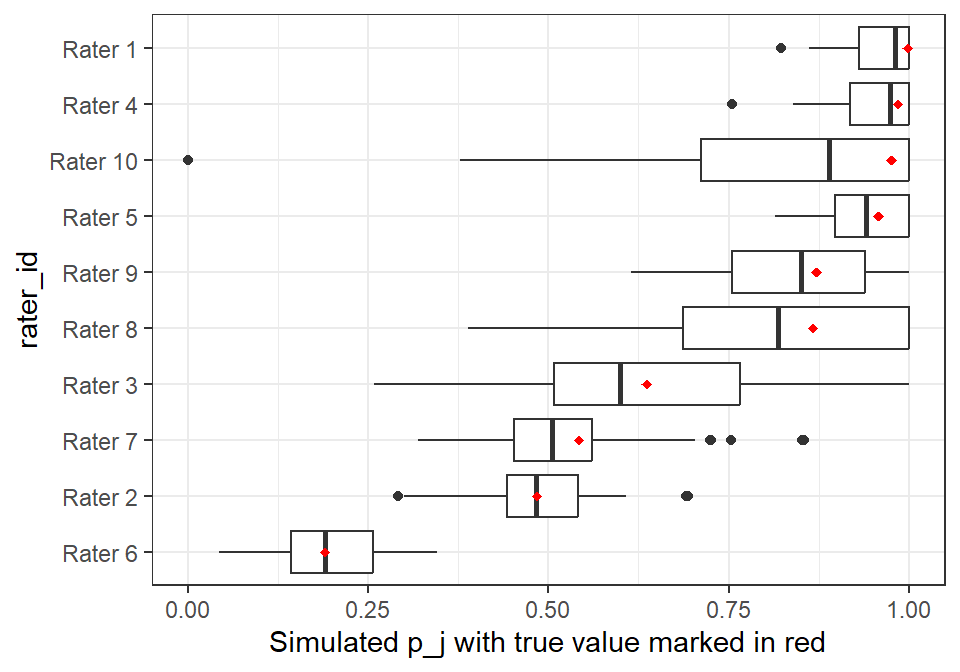 rater_id
Rater 1
Rater 4
Rater 10
Rater 5
Rater 9
Rater 8
Rater 3
Rater 7
Rater 2
Rater 6
0.00 0.25 0.50 0.75 1.00
Simulated p_j with true value marked in red